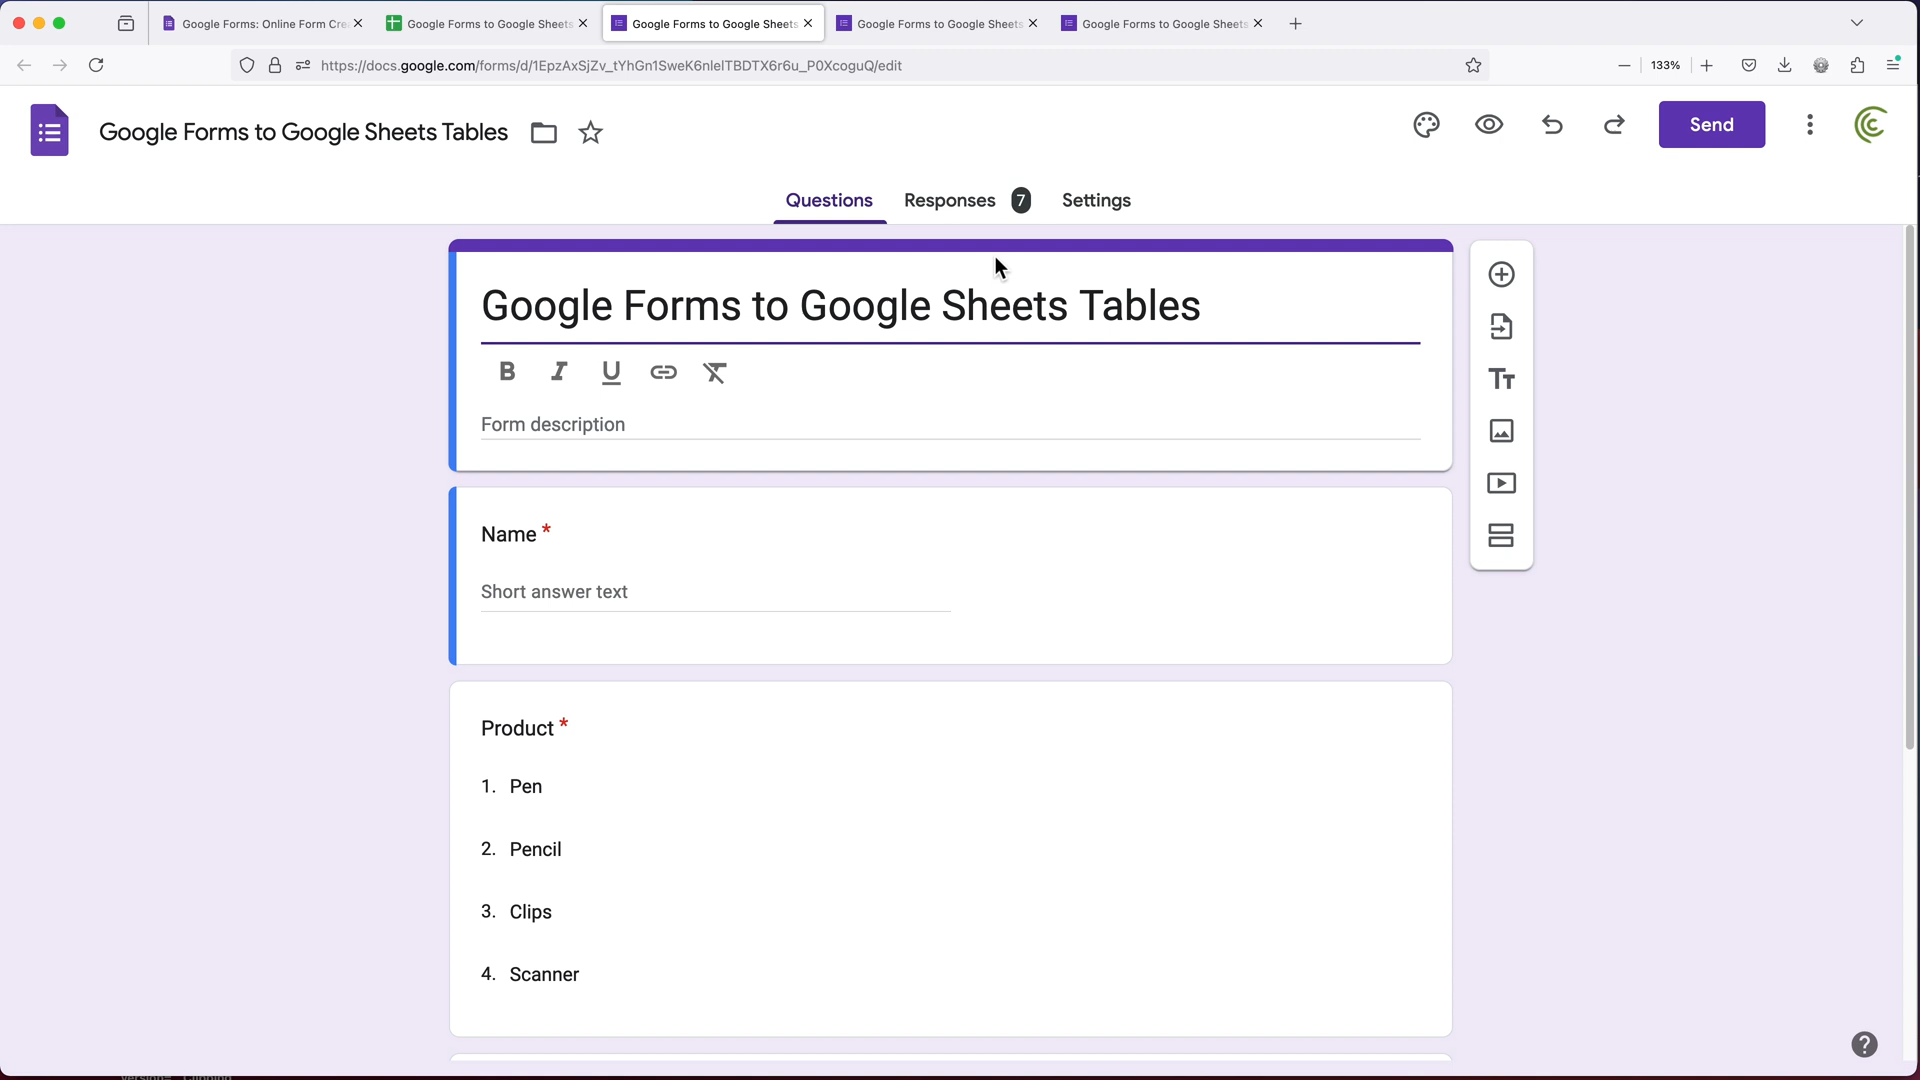 Google Forms: Online Form Cre
Google Forms to Google Sheets
Google Forms to Google Sheets
Google Forms to Google Sheets
Google Forms to Google Sheets
https://docs.google.com/forms/d/1EpzAxSjZv_tYhGn1SweK6nlelTBDTX6r6u_P0XcoguQ/edit
133%
Google Forms to Google Sheets Tables
Send
Questions
Responses 7
Settings
Google Forms to Google Sheets Tables
B I U
Form description
Name *
Short answer text
Product *
1. Pen
2. Pencil
3. Clips
4. Scanner